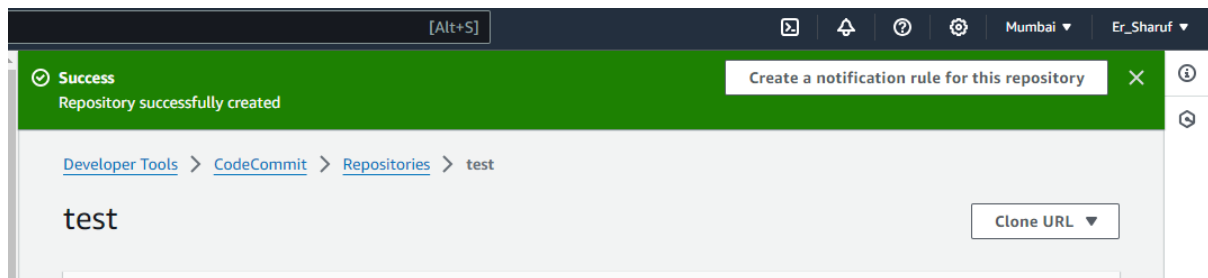 [Alt+S] Mumbai ▼ Er_Sharuf ▼
Success
Repository successfully created
Create a notification rule for this repository
Developer Tools > CodeCommit > Repositories > test
test
Clone URL ▼